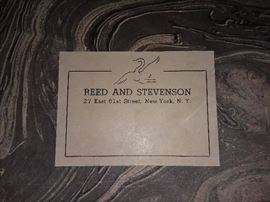 REED AND STEVENSON
27 East 61st Street, New York, N. Y.